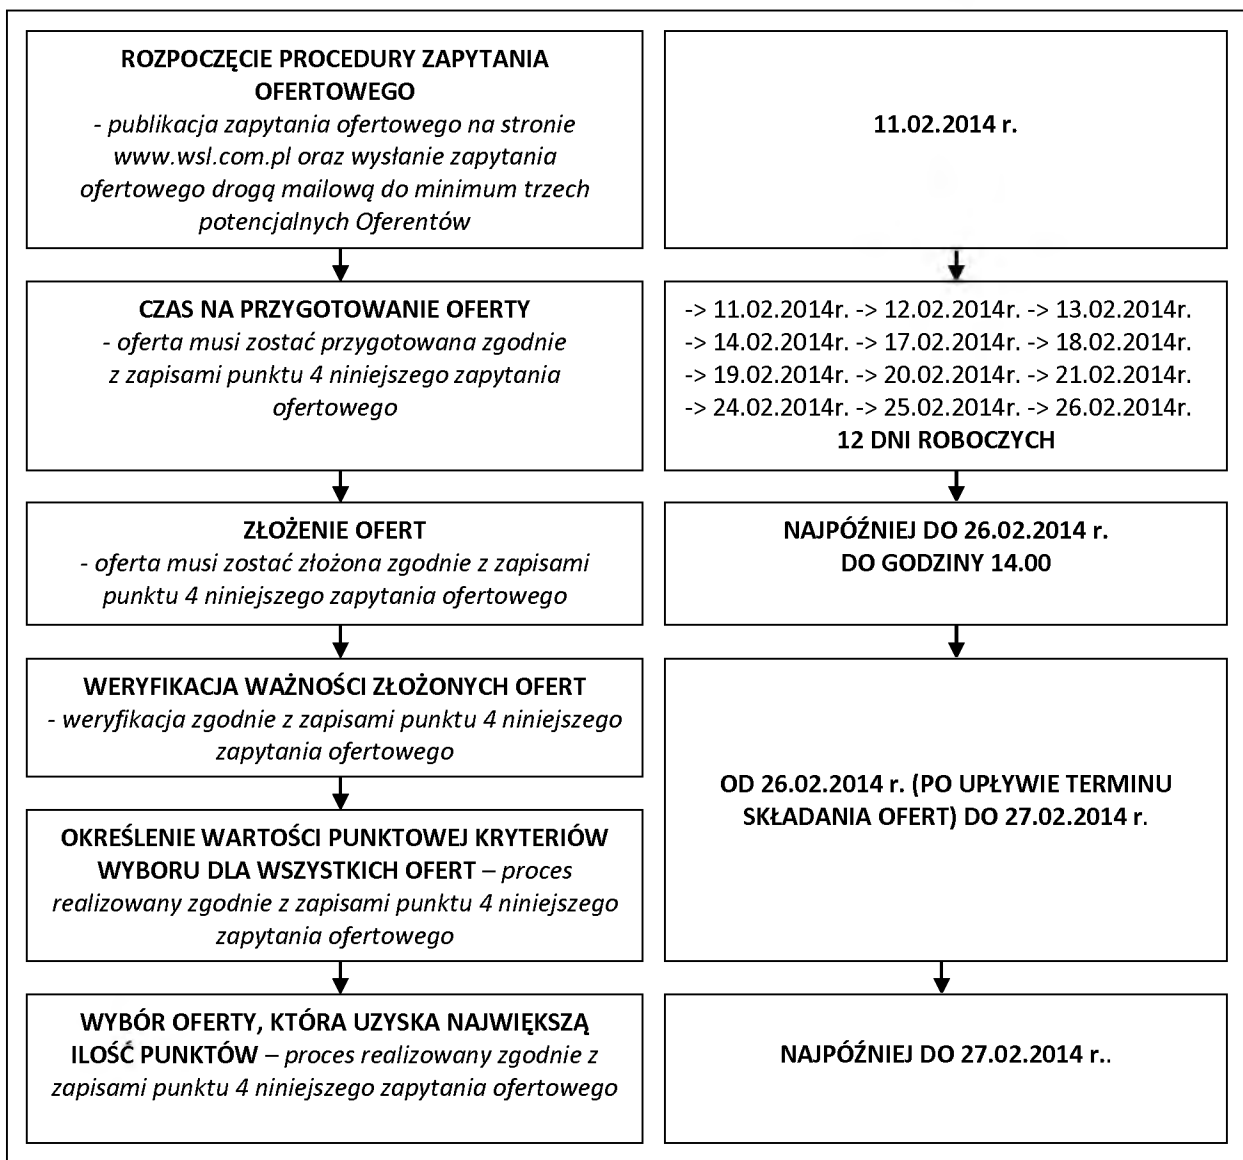 ROZPOCZĘCIE PROCEDURY ZAPYTANIA
OFERTOWEGO
- publikacja zapytania ofertowego na stronie
www.wsl.com.pl oraz wysłanie zapytania
ofertowego drogą mailową do minimum trzech
potencjalnych Oferentów
11.02.2014 r.
CZAS NA PRZYGOTOWANIE OFERTY
- oferta musi zostać przygotowana zgodnie
z zapisami punktu 4 niniejszego zapytania
ofertowego
-> 11.02.2014r. -> 12.02.2014r. -> 13.02.2014r.
-> 14.02.2014r. -> 17.02.2014r. -> 18.02.2014r.
-> 19.02.2014r. -> 20.02.2014r. -> 21.02.2014r.
-> 24.02.2014r. -> 25.02.2014r. -> 26.02.2014r.
12 DNI ROBOCZYCH
ZŁOŻENIE OFERT
- oferta musi zostać złożona zgodnie z zapisami
punktu 4 niniejszego zapytania ofertowego
NAJPÓŹNIEJ DO 26.02.2014 r.
DO GODZINY 14.00
WERYFIKACJA WAŻNOŚCI ZŁOŻONYCH OFERT
- weryfikacja zgodnie z zapisami punktu 4 niniejszego
zapytania ofertowego
OKREŚLENIE WARTOŚCI PUNKTOWEJ KRYTERIÓW
WYBORU DLA WSZYSTKICH OFERT – proces
realizowany zgodnie z zapisami punktu 4 niniejszego
zapytania ofertowego
OD 26.02.2014 r. (PO UPŁYWIE TERMINU
SKŁADANIA OFERT) DO 27.02.2014 r.
WYBÓR OFERTY, KTÓRA UZYSKA NAJWIĘKSZĄ
ILOŚĆ PUNKTÓW – proces realizowany zgodnie z
zapisami punktu 4 niniejszego zapytania ofertowego
NAJPÓŹNIEJ DO 27.02.2014 r..